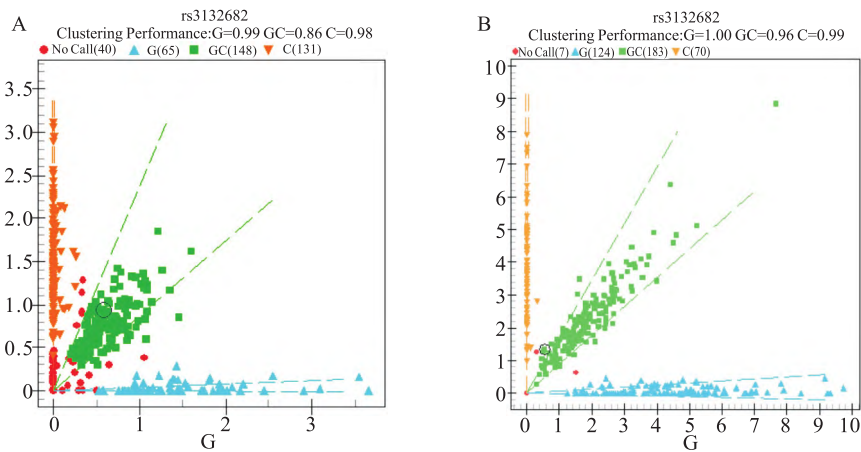 A
rs3132682
Clustering Performance:G=0.99 GC=0.86 C=0.98
No Call(40) G(65) GC(148) C(131)
3.5
3.0
2.5
2.0
1.5
1.0
0.5
0
0 1 2 3
G
B
rs3132682
Clustering Performance:G=1.00 GC=0.96 C=0.99
No Call(7) G(124) GC(183) C(70)
10
9
8
7
6
5
4
3
2
1
0
0 1 2 3 4 5 6 7 8 9 10
G